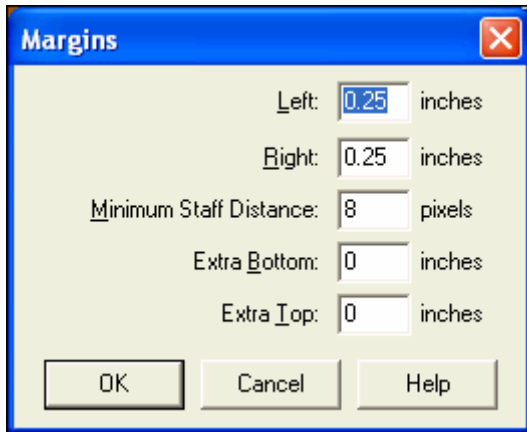 Margins
Left: 0.25 inches
Right: 0.25 inches
Minimum Staff Distance: 8 pixels
Extra Bottom: 0 inches
Extra Top: 0 inches
OK Cancel Help